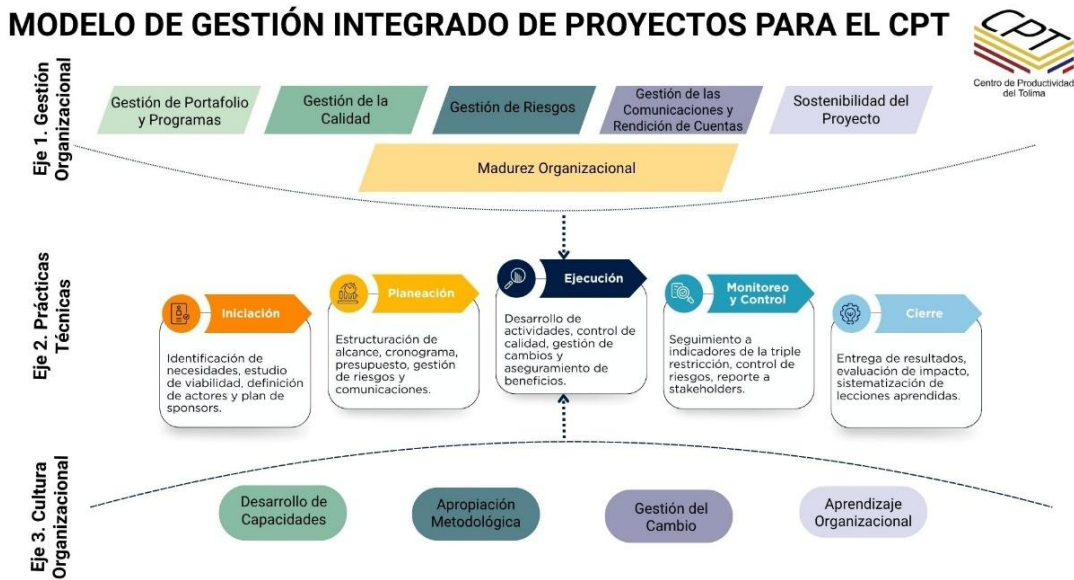 MODELO DE GESTIÓN INTEGRADO DE PROYECTOS PARA EL CPT
CPT
Centro de Productividad
del Tolima
Eje 1. Gestión
Organizacional
Gestión de Portafolio
y Programas
Gestión de la
Calidad
Gestión de Riesgos
Gestión de las
Comunicaciones y
Rendición de Cuentas
Sostenibilidad del
Proyecto
Madurez Organizacional
Eje 2. Prácticas
Técnicas
Iniciación
Identificación de
necesidades, estudio
de viabilidad, definición
de actores y plan de
sponsors.
Planeación
Estructuración de
alcance, cronograma,
presupuesto, gestión
de riesgos y
comunicaciones.
Ejecución
Desarrollo de
actividades, control de
calidad, gestión de
cambios y
aseguramiento de
beneficios.
Monitoreo
y Control
Seguimiento a
indicadores de la triple
restricción, control de
riesgos, reporte a
stakeholders.
Cierre
Entrega de resultados,
evaluación de impacto,
sistematización de
lecciones aprendidas.
Eje 3. Cultura
Organizacional
Desarrollo de
Capacidades
Apropiación
Metodológica
Gestión del
Cambio
Aprendizaje
Organizacional